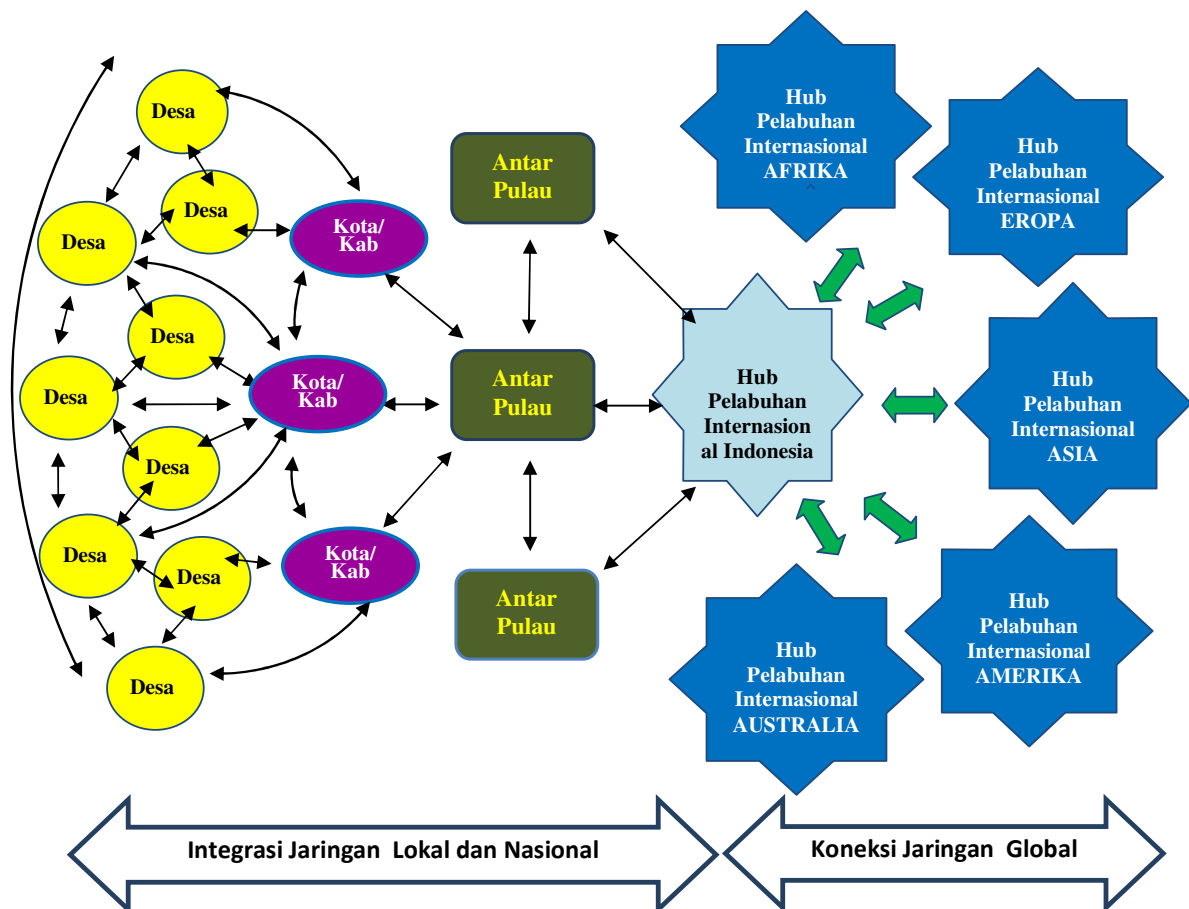 Desa
Desa
Desa
Desa
Desa
Desa
Desa
Desa
Desa
Kota/
Kab
Kota/
Kab
Kota/
Kab
Antar
Pulau
Antar
Pulau
Antar
Pulau
Hub
Pelabuhan
Internasion
al Indonesia
Hub
Pelabuhan
Internasional
AFRIKA
Hub
Pelabuhan
Internasional
EROPA
Hub
Pelabuhan
Internasional
ASIA
Hub
Pelabuhan
Internasional
AMERIKA
Hub
Pelabuhan
Internasional
AUSTRALIA
Integrasi Jaringan Lokal dan Nasional
Koneksi Jaringan Global